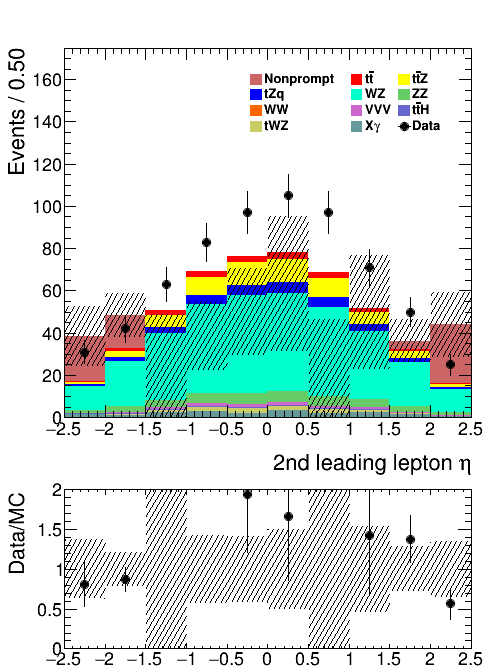 Events / 0.50
160
140
120
100
80
60
40
20
0
Nonprompt tt̄ tt̄Z
tZq WZ ZZ
WW VVV tt̄H
tWZ Xγ Data
−2.5 −2 −1.5 −1 −0.5 0 0.5 1 1.5 2 2.5
2nd leading lepton η
Data/MC
2
1.5
1
0.5
0
−2.5 −2 −1.5 −1 −0.5 0 0.5 1 1.5 2 2.5